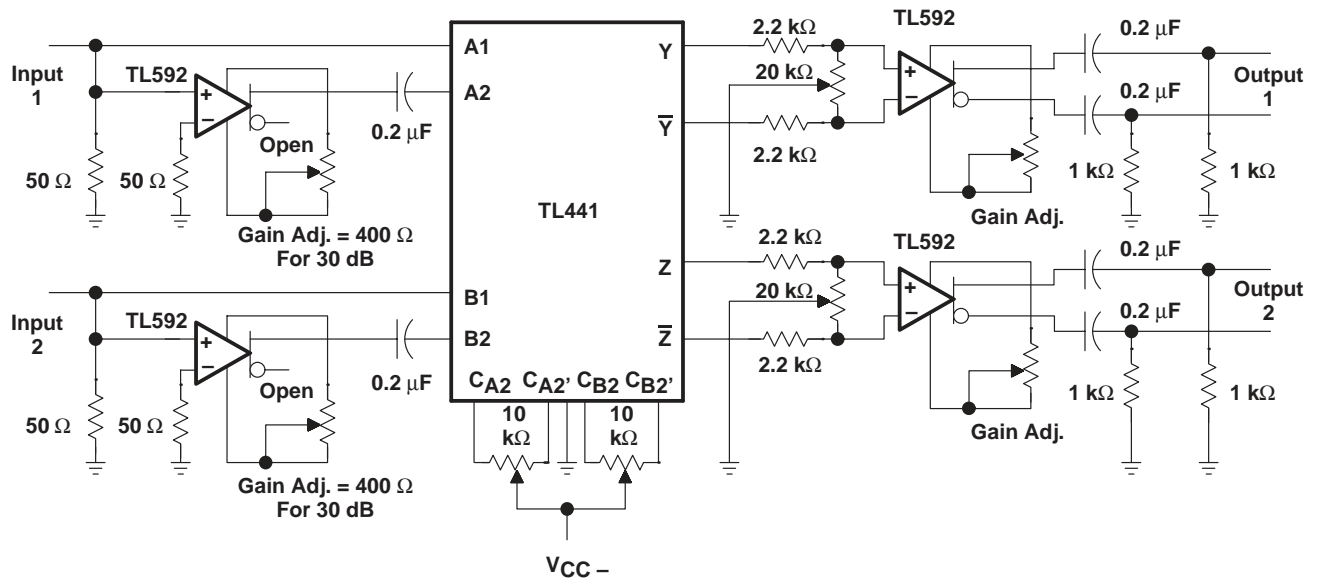 Input
1
TL592
+
−
Open
50 Ω
50 Ω
0.2 μF
Gain Adj. = 400 Ω
For 30 dB
Input
2
TL592
+
−
Open
50 Ω
50 Ω
0.2 μF
Gain Adj. = 400 Ω
For 30 dB
A1
A2
TL441
B1
B2
Y
Y̅
Z
Z̅
CA2 CA2' CB2 CB2'
10
kΩ
10
kΩ
VCC –
2.2 kΩ
20 kΩ
2.2 kΩ
TL592
+
−
Gain Adj.
0.2 μF
0.2 μF
1 kΩ
1 kΩ
Output
1
2.2 kΩ
20 kΩ
2.2 kΩ
TL592
+
−
Gain Adj.
0.2 μF
0.2 μF
1 kΩ
1 kΩ
Output
2